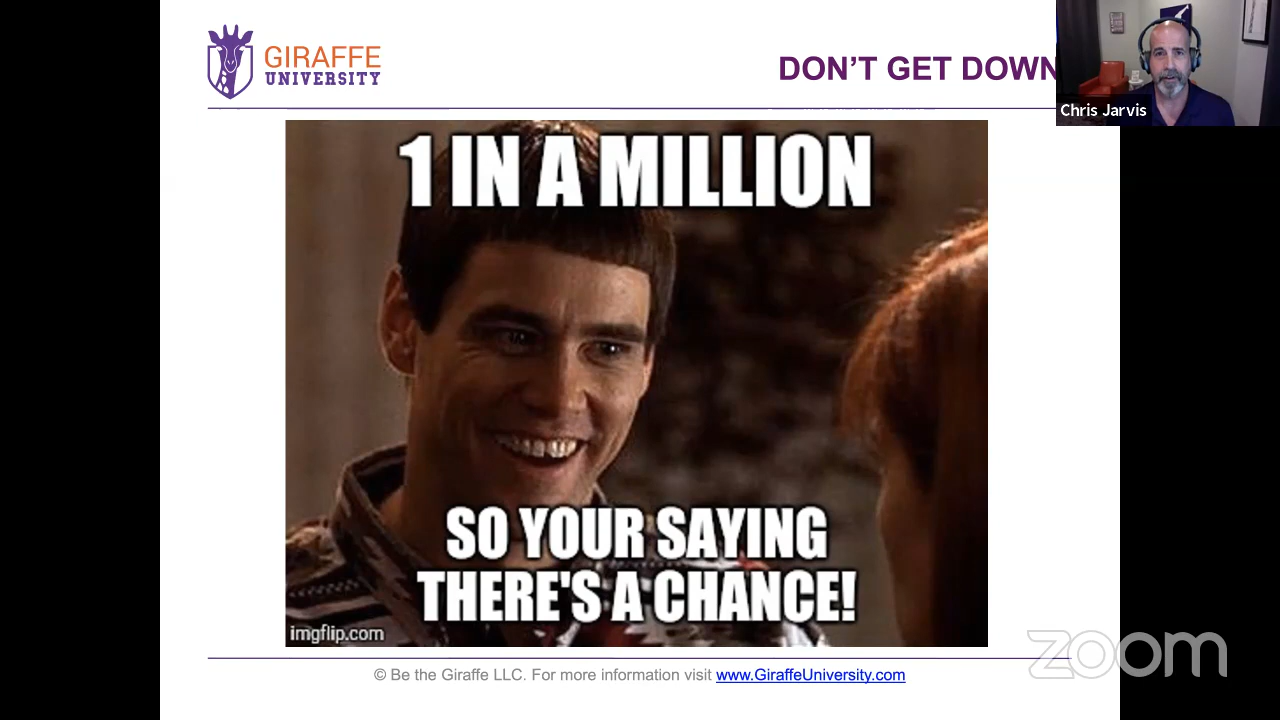 GIRAFFE
UNIVERSITY
DON'T GET DOWN
Chris Jarvis
1 IN A MILLION
SO YOUR SAYING
THERE'S A CHANCE!
imgflip.com
© Be the Giraffe LLC. For more information visit www.GiraffeUniversity.com
zoom